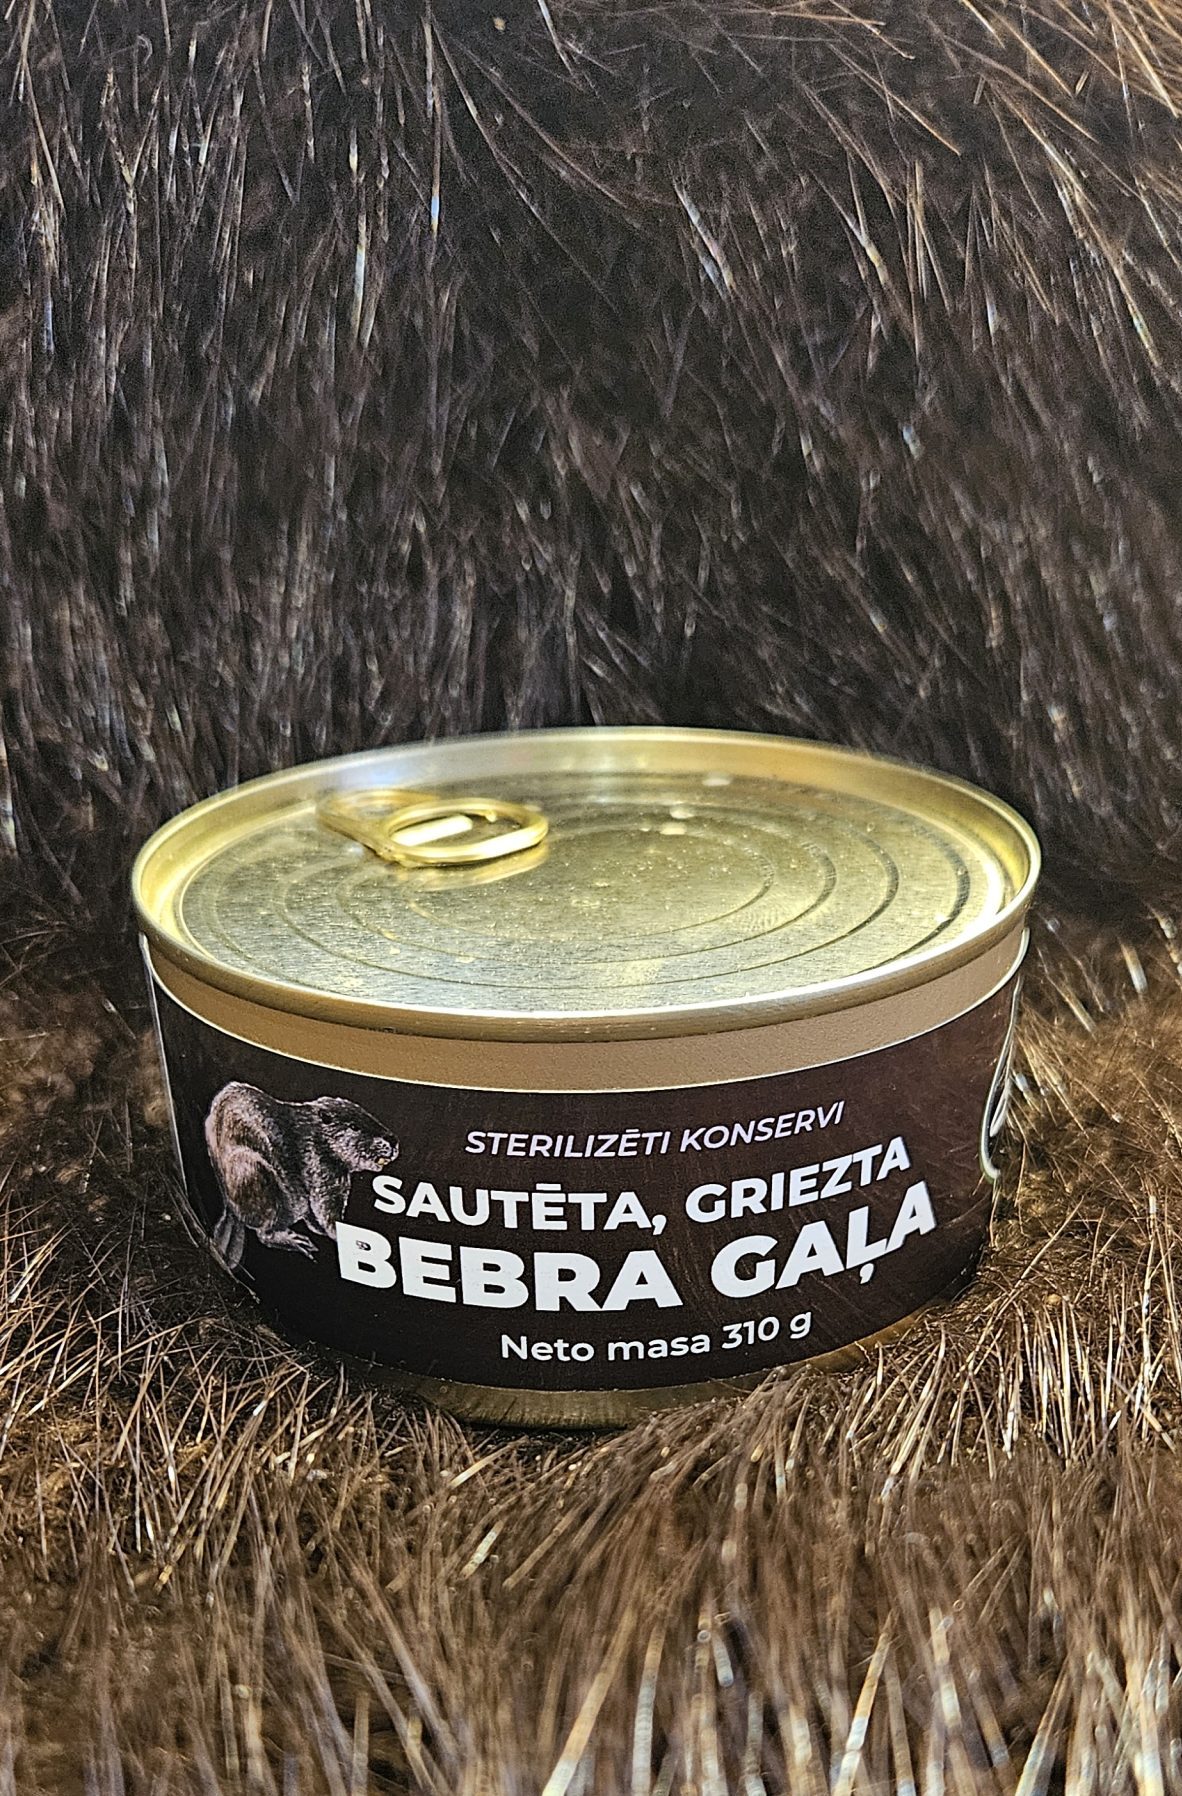 STERILIZĒTI KONSERVI
SAUTĒTA, GRIEZTA
BEBRA GAĻA
Neto masa 310 g